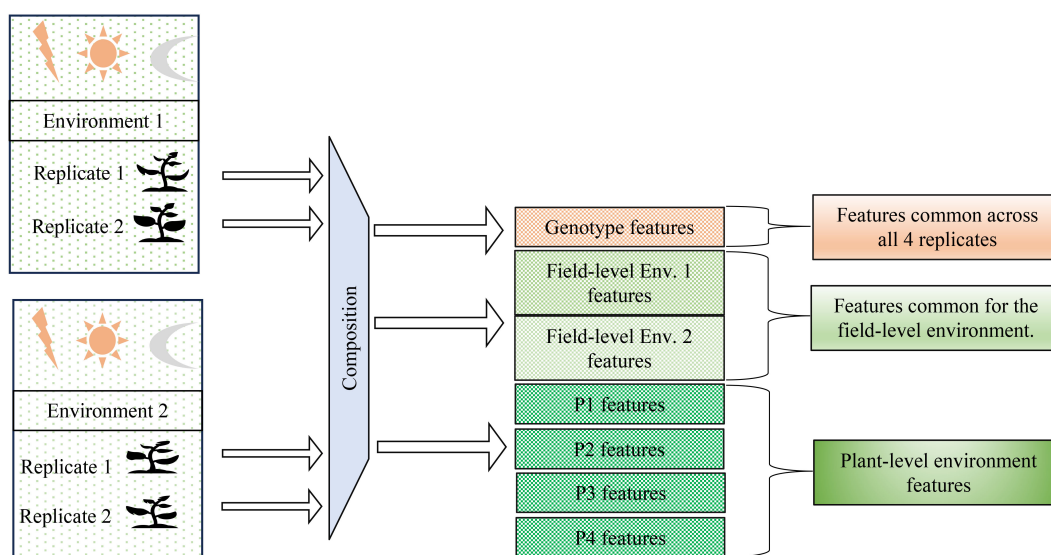 Environment 1
Replicate 1
Replicate 2
Environment 2
Replicate 1
Replicate 2
Composition
Genotype features
Field-level Env. 1
features
Field-level Env. 2
features
P1 features
P2 features
P3 features
P4 features
Features common across
all 4 replicates
Features common for the
field-level environment.
Plant-level environment
features